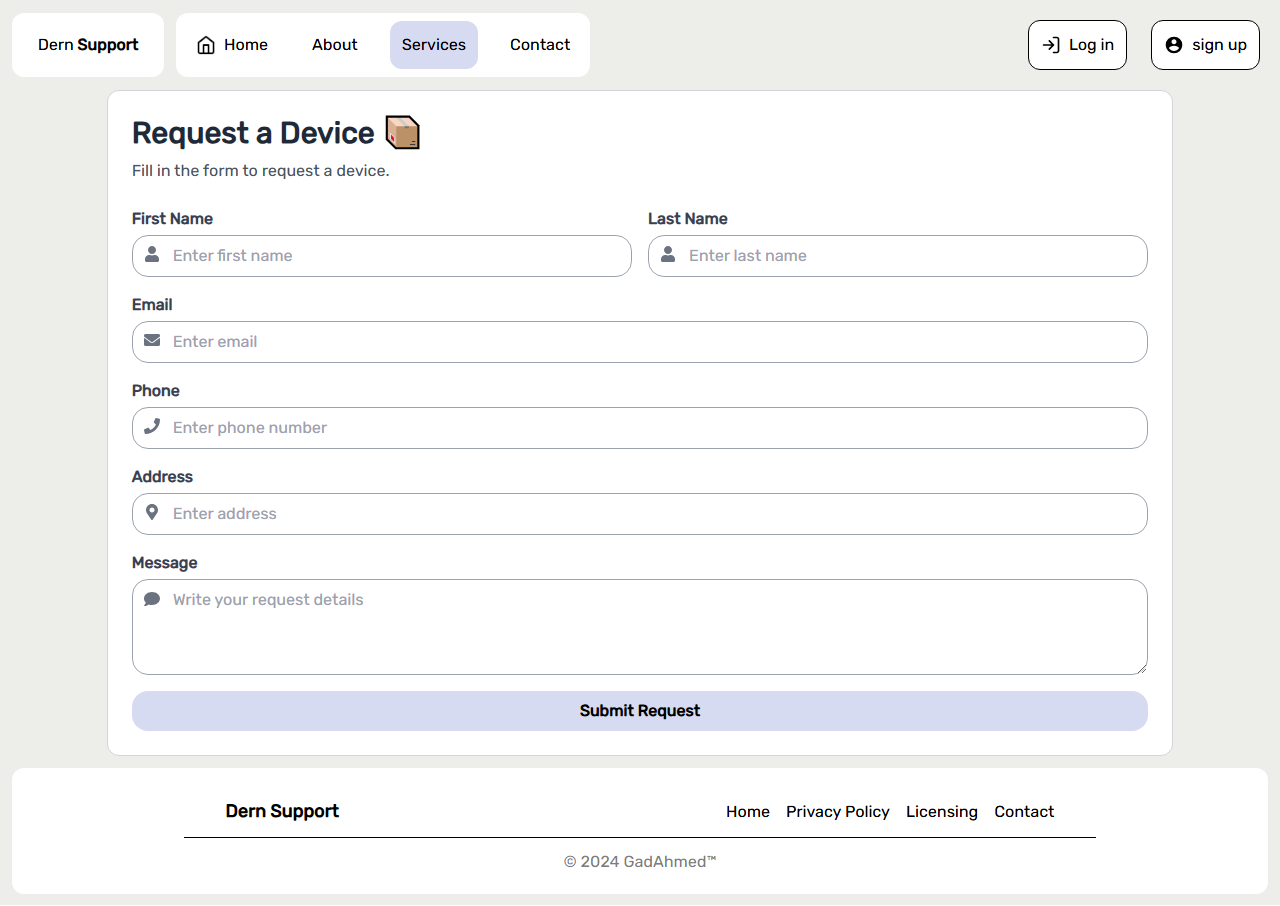 Dern Support Home About Services Contact Log in sign up
Request a Device
Fill in the form to request a device.
First Name Last Name
Enter first name Enter last name
Email
Enter email
Phone
Enter phone number
Address
Enter address
Message
Write your request details
Submit Request
Dern Support Home Privacy Policy Licensing Contact
© 2024 GadAhmed™